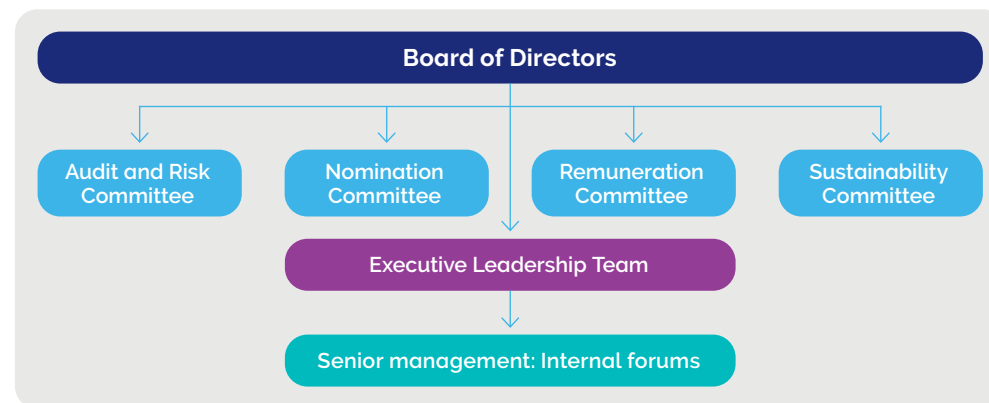 Board of Directors
Audit and Risk
Committee
Nomination
Committee
Remuneration
Committee
Sustainability
Committee
Executive Leadership Team
Senior management: Internal forums